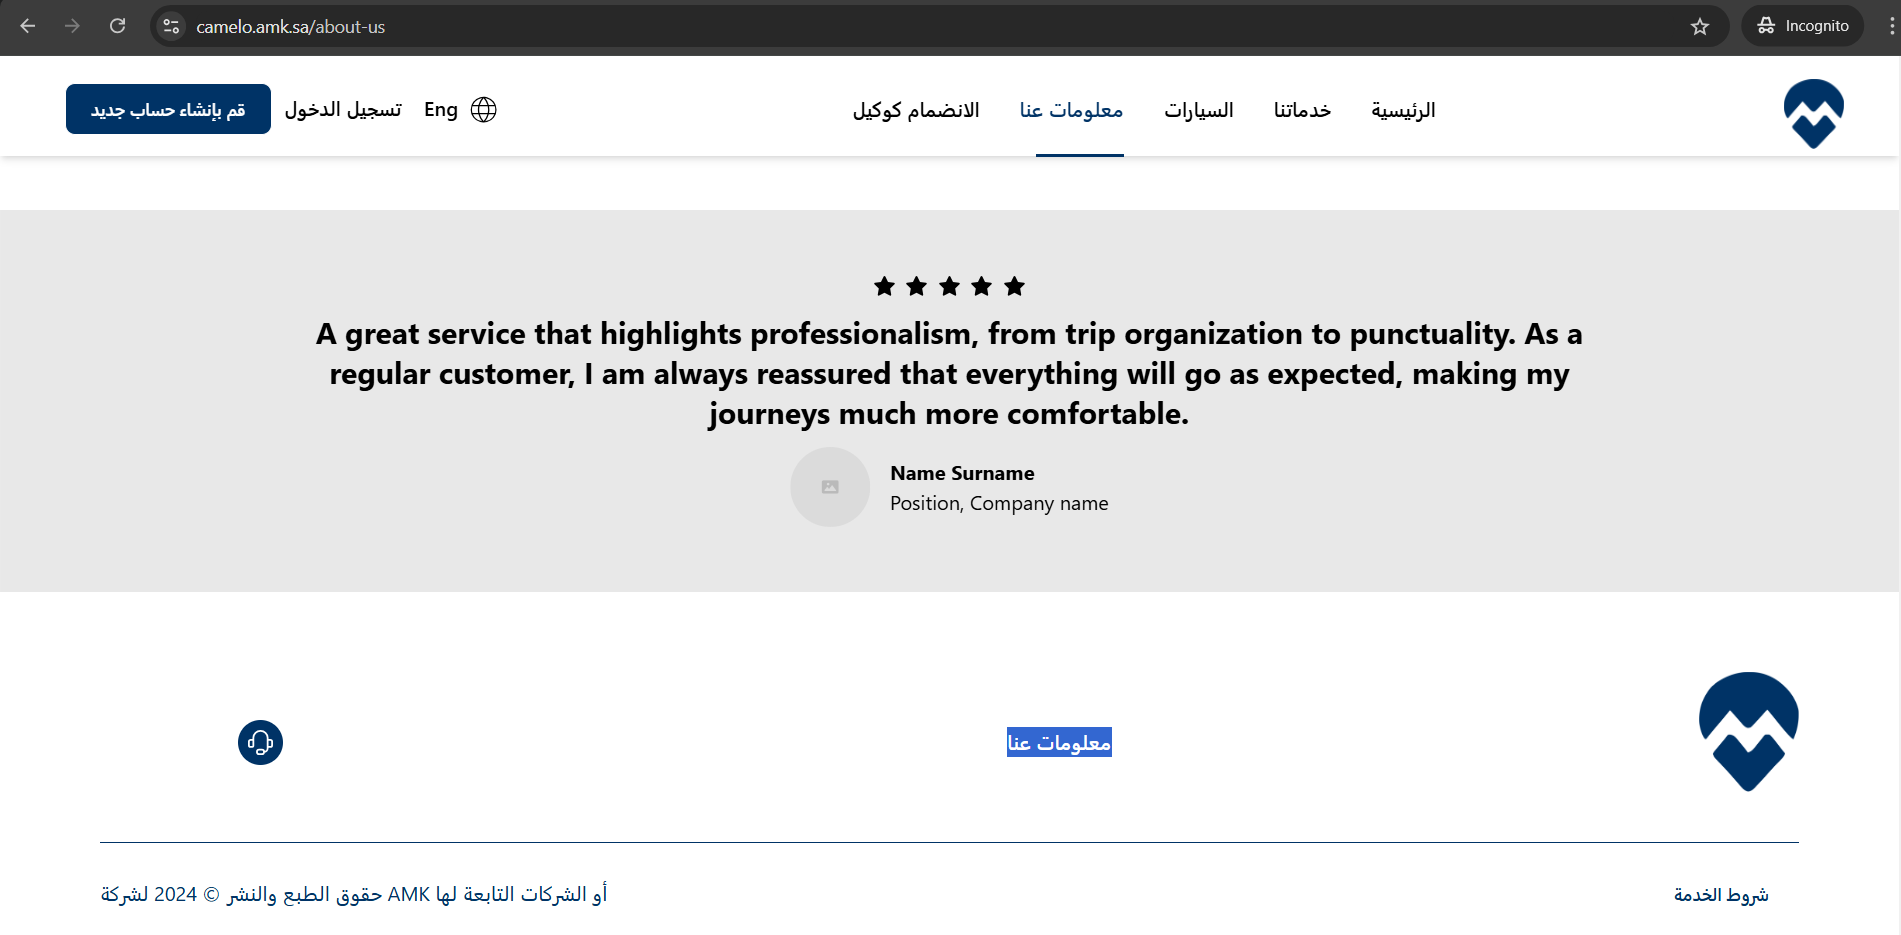 camelo.amk.sa/about-us
Incognito
الرئيسية
خدماتنا
السيارات
معلومات عنا
الانضمام كوكيل
Eng
تسجيل الدخول
قم بإنشاء حساب جديد
A great service that highlights professionalism, from trip organization to punctuality. As a
regular customer, I am always reassured that everything will go as expected, making my
journeys much more comfortable.
Name Surname
Position, Company name
معلومات عنا
شروط الخدمة
أو الشركات التابعة لها AMK حقوق الطبع والنشر © 2024 لشركة